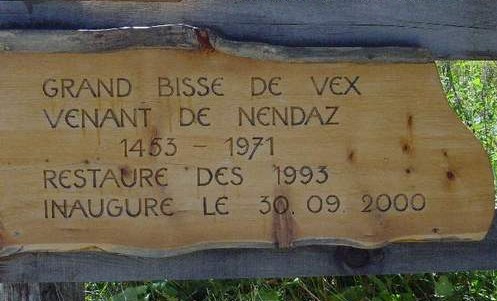 GRAND BISSE DE VEX
VENANT DE NENDAZ
1453 - 1971
RESTAURE DES 1993
INAUGURE LE 30.09.2000